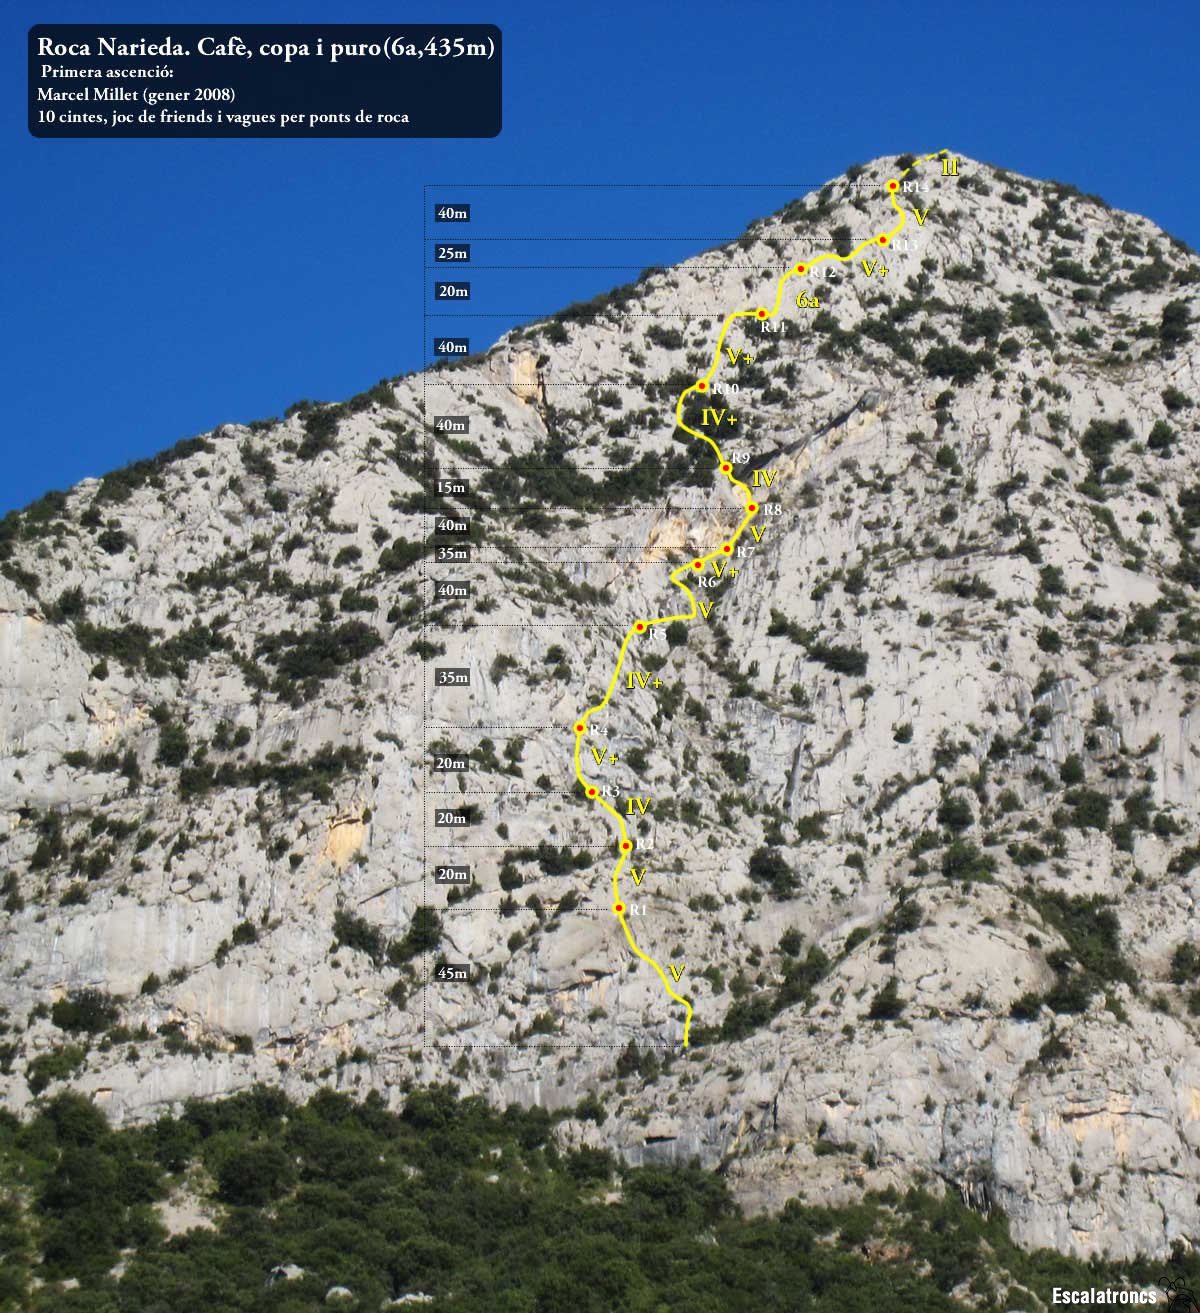 Roca Narieda. Cafè, copa i puro(6a,435m)
Primera ascenció:
Marcel Millet (gener 2008)
10 cintes, joc de friends i vagues per ponts de roca
II
R14
40m
V
R13
25m
V+
R12
20m
6a
R11
40m
V+
R10
40m
IV+
R9
15m
IV
R8
40m
V
R7
35m
V+
R6
40m
V
R5
35m
IV+
R4
20m
V+
R3
20m
IV
R2
20m
V
R1
45m
V
Escalatroncs